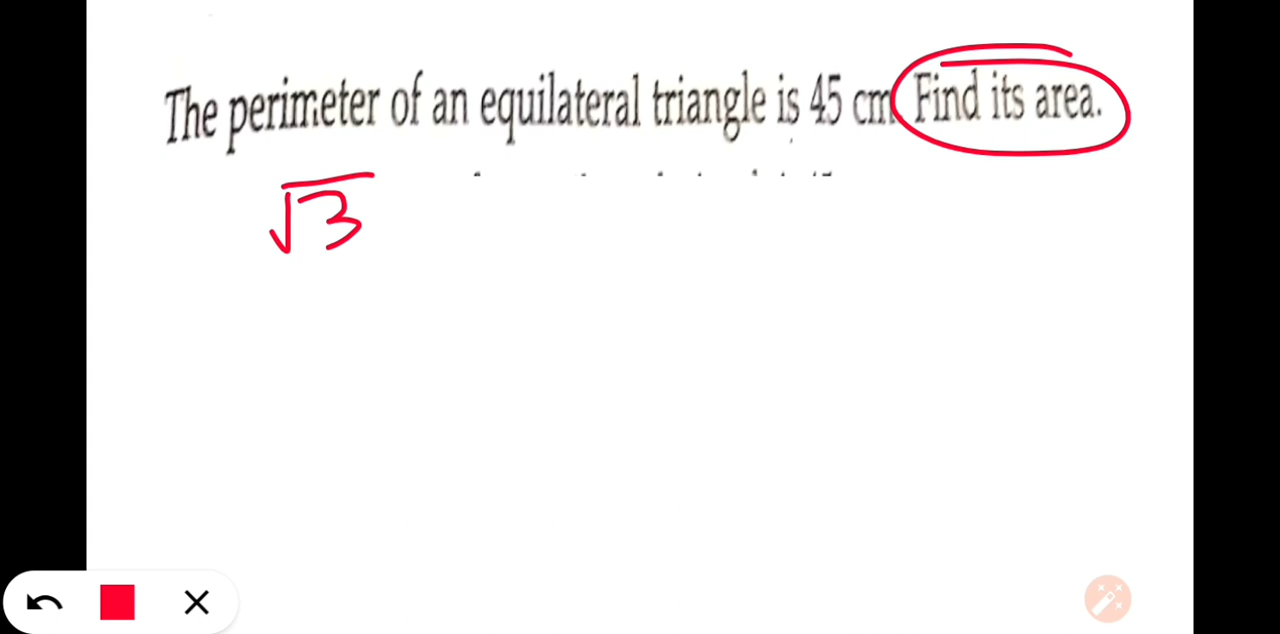 The perimeter of an equilateral triangle is 45 cm. Find its area.
√3